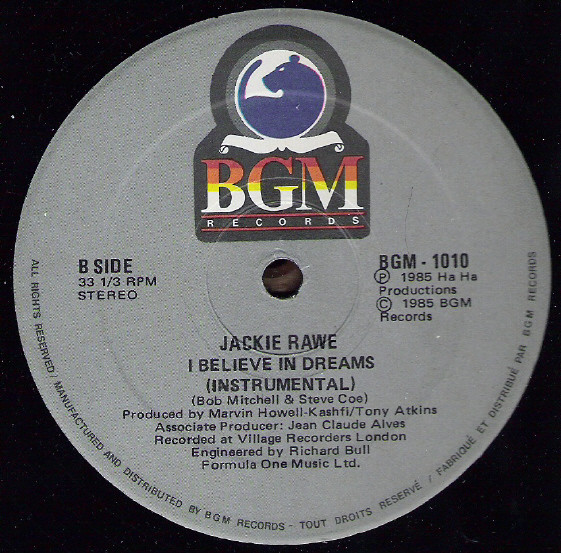 BGM
RECORDS
B SIDE
33 1/3 RPM
STEREO
BGM - 1010
Ⓟ 1985 Ha Ha
Productions
© 1985 BGM
Records
JACKIE RAWE
I BELIEVE IN DREAMS
(INSTRUMENTAL)
(Bob Mitchell & Steve Coe)
Produced by Marvin Howell-Kashfi/Tony Atkins
Associate Producer: Jean Claude Alves
Recorded at Village Recorders London
Engineered by Richard Bull
Formula One Music Ltd.
ALL RIGHTS RESERVED/ MANUFACTURED AND DISTRIBUTED BY BGM RECORDS - TOUT DROITS RESERVÉ / FABRIQUÉ ET DISTRIBUÉ PAR BGM RECORDS